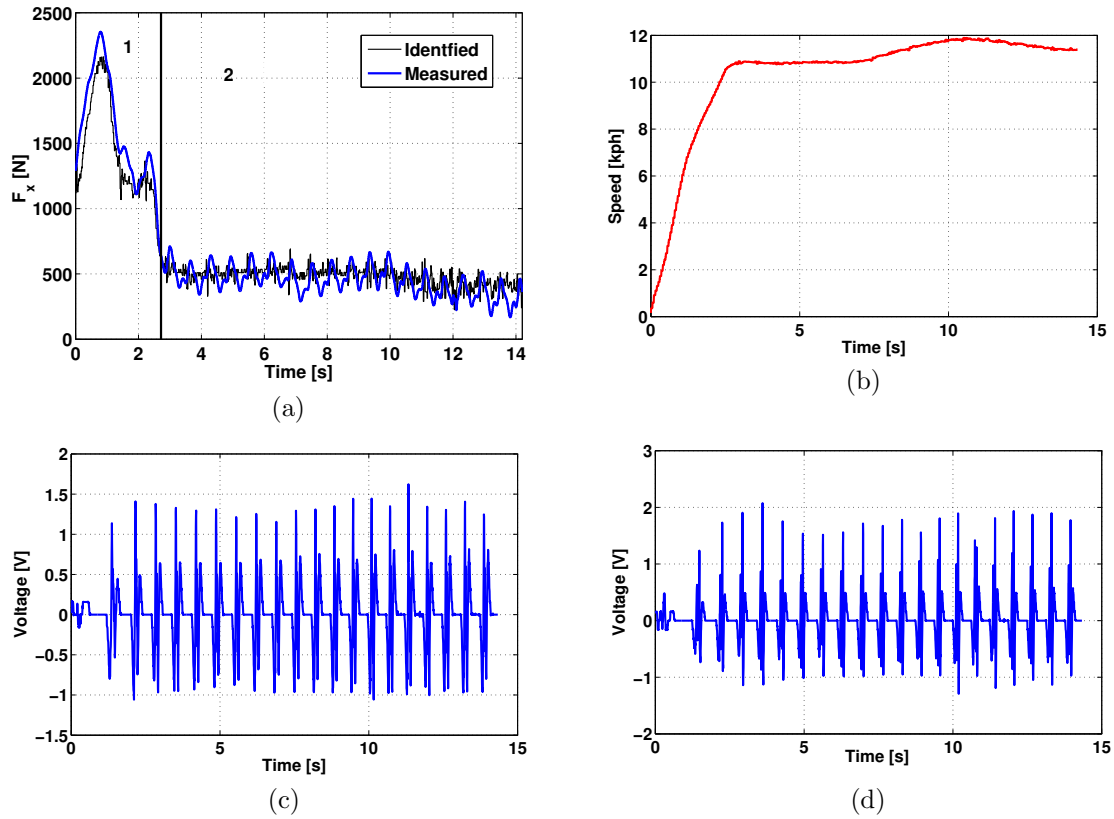 2500
2000
1500
1000
500
0
F_x [N]
1
2
Identfied
Measured
0 2 4 6 8 10 12 14
Time [s]
(a)
12
10
8
6
4
2
0
Speed [kph]
0 5 10 15
Time [s]
(b)
2
1.5
1
0.5
0
−0.5
−1
−1.5
Voltage [V]
0 5 10 15
Time [s]
(c)
3
2
1
0
−1
−2
Voltage [V]
0 5 10 15
Time [s]
(d)